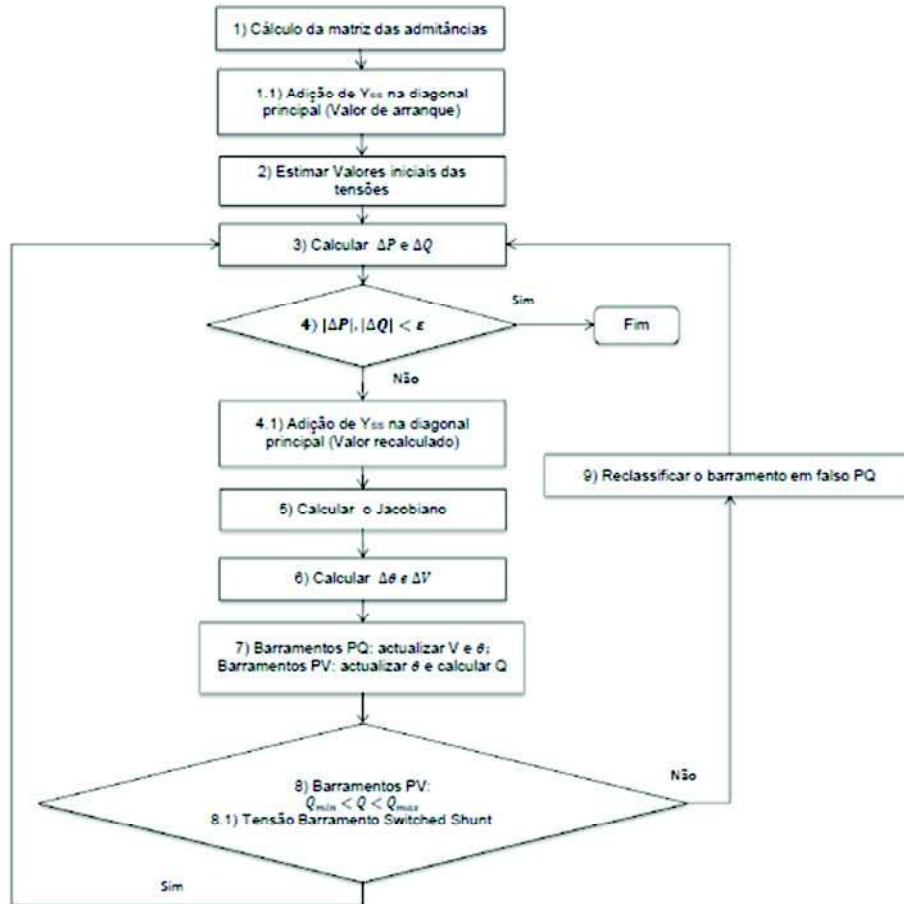 1) Cálculo da matriz das admitâncias
1.1) Adição de Yss na diagonal
principal (Valor de arranque)
2) Estimar Valores iniciais das
tensões
3) Calcular ΔP e ΔQ
4) |ΔP|, |ΔQ| < ε
Sim
Fim
Não
4.1) Adição de Yss na diagonal
principal (Valor recalculado)
9) Reclassificar o barramento em falso PQ
5) Calcular o Jacobiano
6) Calcular Δθ e ΔV
7) Barramentos PQ: actualizar V e θ;
Barramentos PV: actualizar θ e calcular Q
8) Barramentos PV:
Qmin < Q < Qmax
8.1) Tensão Barramento Switched Shunt
Não
Sim